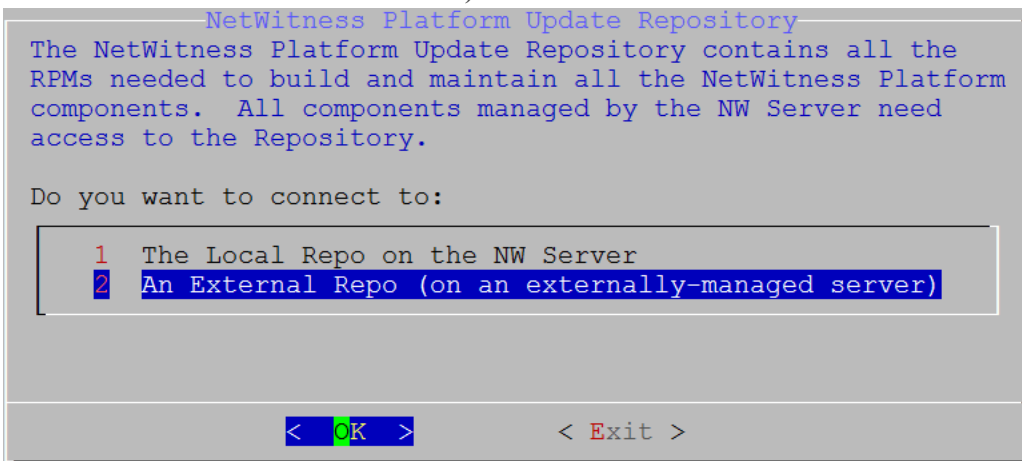 NetWitness Platform Update Repository
The NetWitness Platform Update Repository contains all the
RPMs needed to build and maintain all the NetWitness Platform
components.  All components managed by the NW Server need
access to the Repository.
Do you want to connect to:
1 The Local Repo on the NW Server
2 An External Repo (on an externally-managed server)
< OK > < Exit >